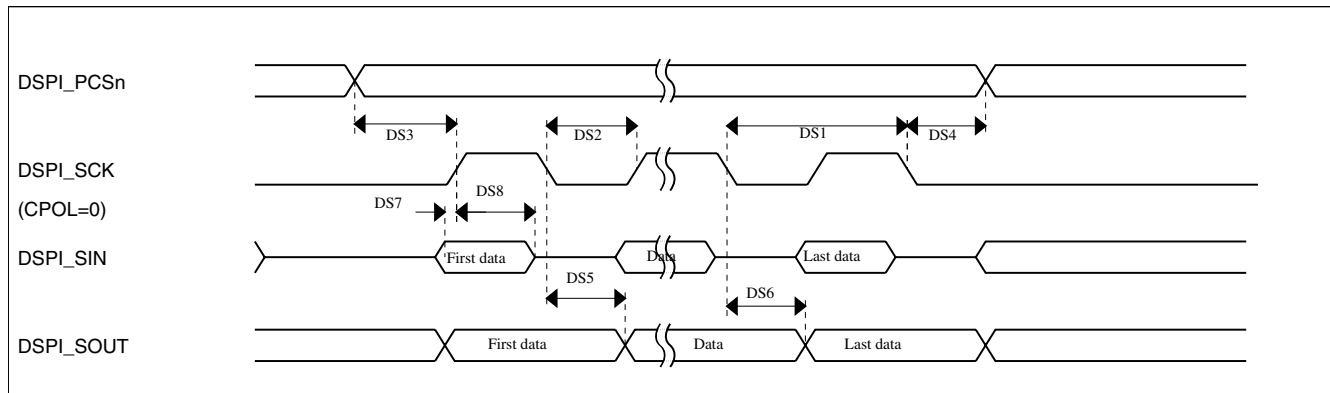 DSPI_PCSn
DS3
DS2
DS1
DS4
DSPI_SCK
(CPOL=0)
DS7
DS8
DSPI_SIN
First data
Data
Last data
DS5
DS6
DSPI_SOUT
First data
Data
Last data